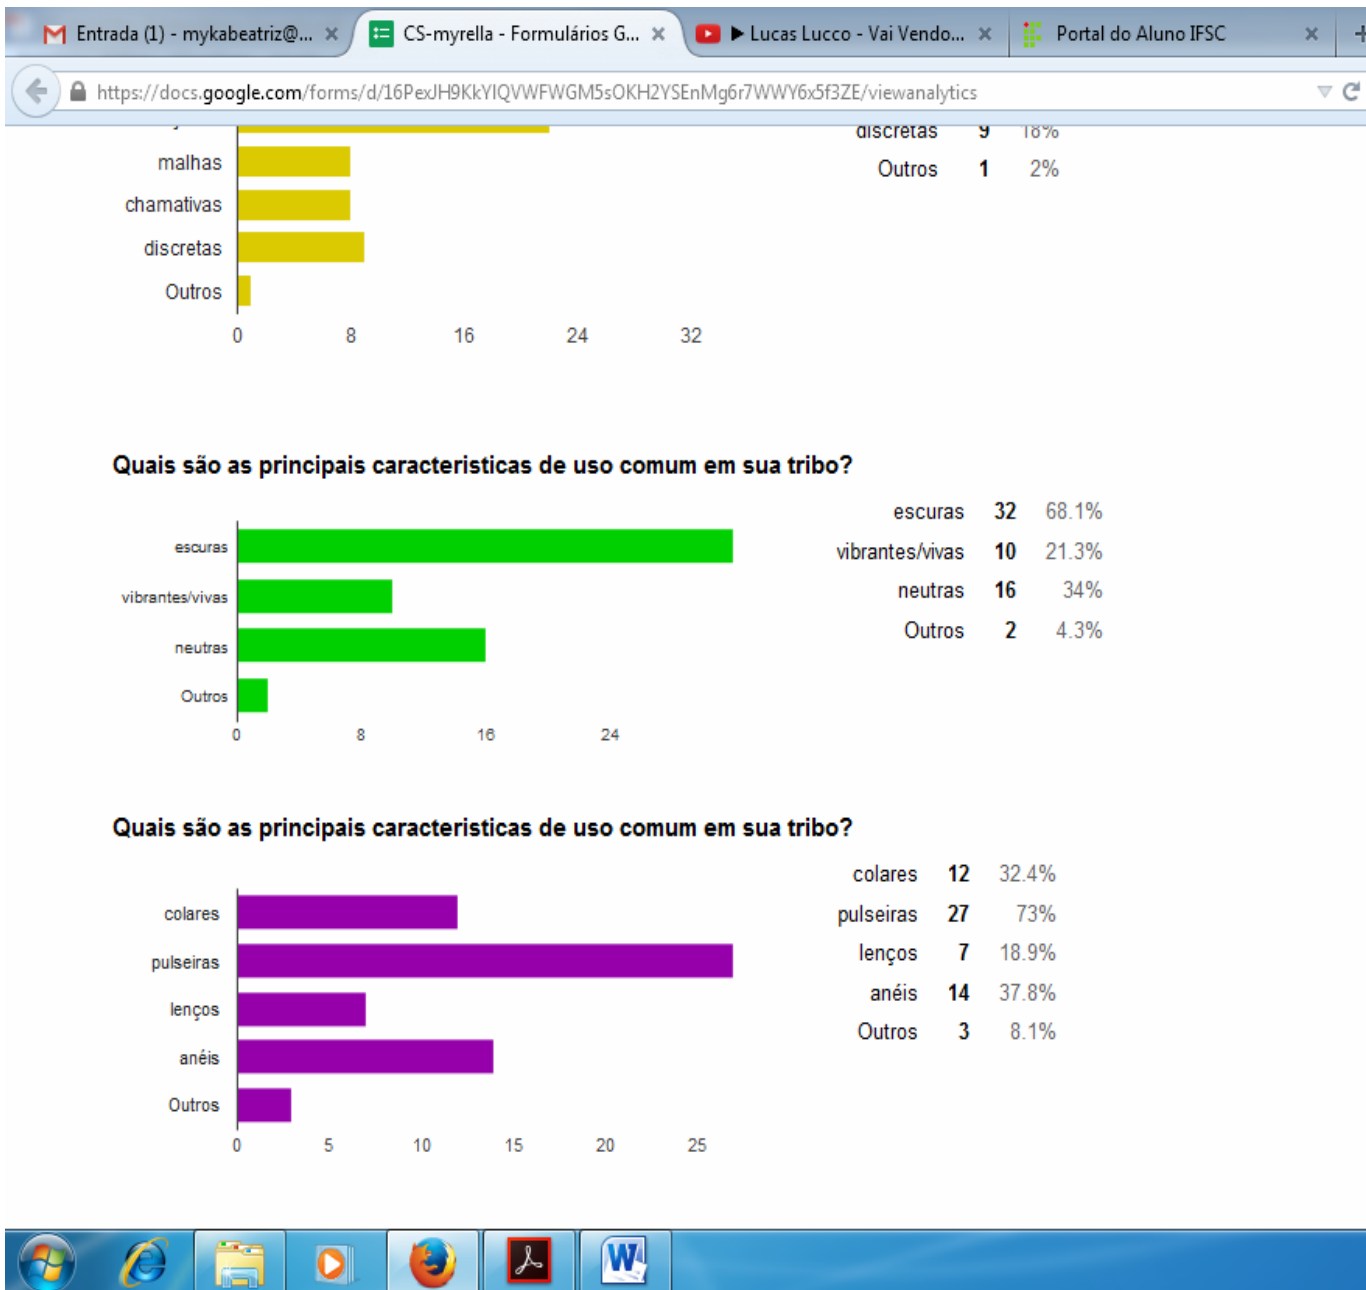 Entrada (1) - mykabeatriz@...
CS-myrella - Formulários G...
▶ Lucas Lucco - Vai Vendo...
Portal do Aluno IFSC
https://docs.google.com/forms/d/16PexJH9KkYIQVWFWGM5sOKH2YSEnMg6r7WWY6x5f3ZE/viewanalytics
discretas 9 18%
malhas
Outros 1 2%
chamativas
discretas
Outros
0 8 16 24 32
Quais são as principais caracteristicas de uso comum em sua tribo?
escuras 32 68.1%
vibrantes/vivas 10 21.3%
neutras 16 34%
Outros 2 4.3%
escuras
vibrantes/vivas
neutras
Outros
0 8 16 24
Quais são as principais caracteristicas de uso comum em sua tribo?
colares 12 32.4%
pulseiras 27 73%
lenços 7 18.9%
anéis 14 37.8%
Outros 3 8.1%
colares
pulseiras
lenços
anéis
Outros
0 5 10 15 20 25